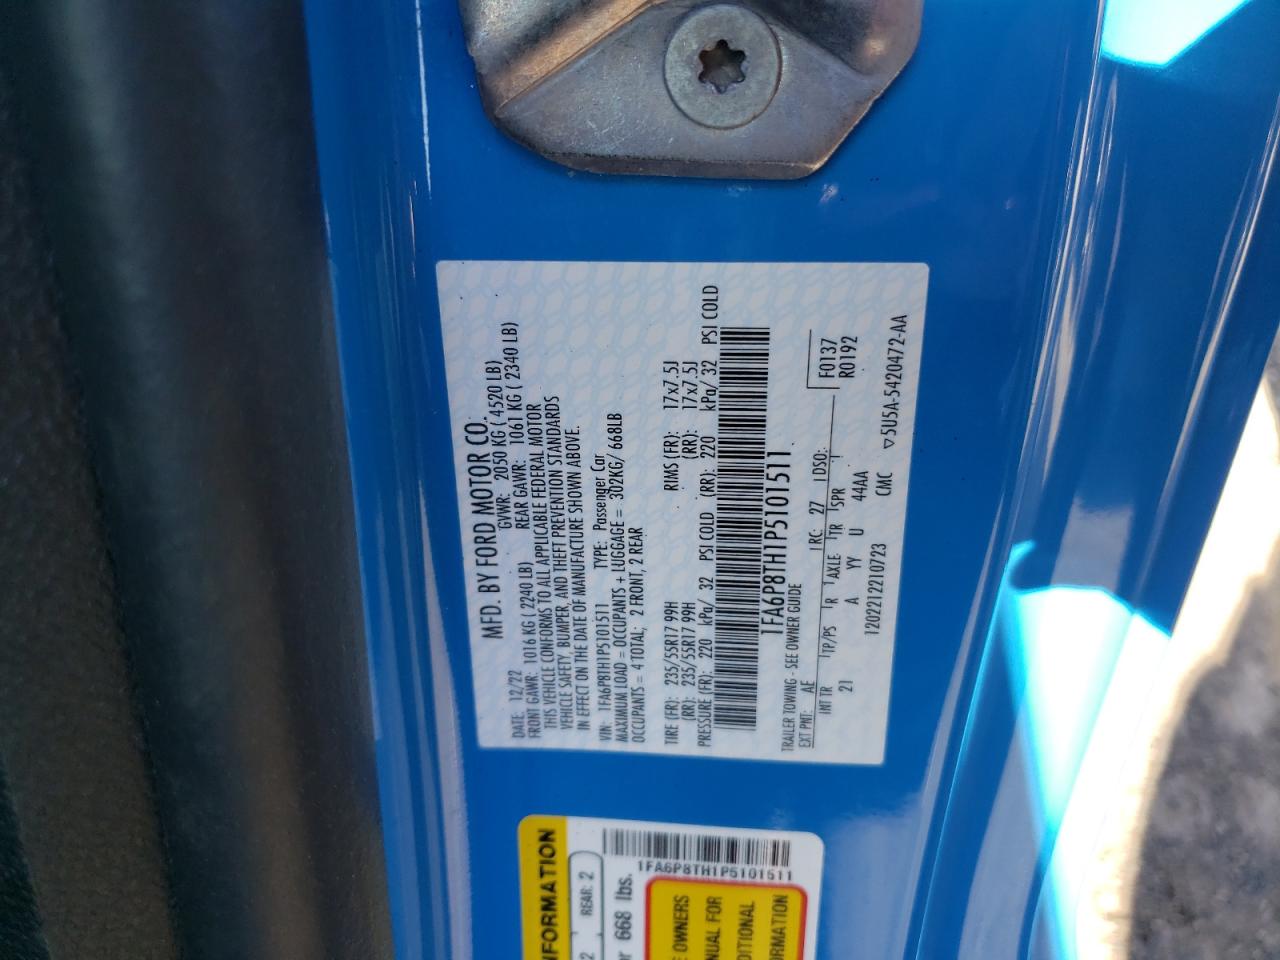 MFD. BY FORD MOTOR CO.
DATE: 12/22 GVWR: 2050 KG ( 4520 LB)
FRONT GAWR: 1016 KG ( 2240 LB) REAR GAWR: 1061 KG ( 2340 LB)
THIS VEHICLE CONFORMS TO ALL APPLICABLE FEDERAL MOTOR
VEHICLE SAFETY, BUMPER, AND THEFT PREVENTION STANDARDS
IN EFFECT ON THE DATE OF MANUFACTURE SHOWN ABOVE.
VIN: 1FA6P8TH1P5101511 TYPE: Passenger Car
MAXIMUM LOAD = OCCUPANTS + LUGGAGE = 302KG/ 668LB
OCCUPANTS = 4 TOTAL; 2 FRONT, 2 REAR
TIRE (FR): 235/55R17 99H RIMS (FR): 17x7.5J
(RR): 235/55R17 99H (RR): 17x7.5J
PRESSURE (FR): 220 kPa/ 32 PSI COLD (RR): 220 kPa/ 32 PSI COLD
1FA6P8TH1P5101511
TRAILER TOWING - SEE OWNER GUIDE F0137
EXT PNT: AE RC: 27 DSO: R0192
INT TR TP/PS R AXLE TR SPR
21 A YY U 44AA
1202212210723 CMC 5U5A-5420472-AA
1FA6P8TH1P5101511
REAR: 2
2
668 lbs.
OWNERS
FOR